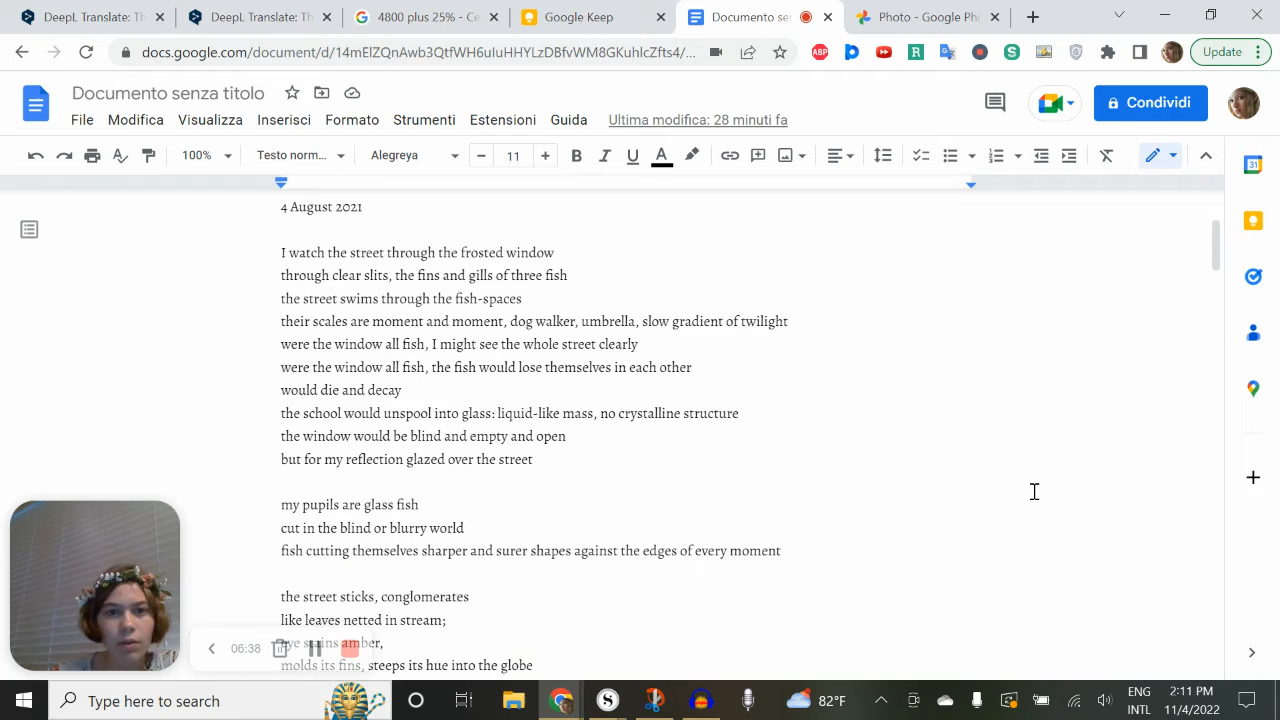 DeepL Translate: Th
DeepL Translate: Th
4800 plus25% - Ce
Google Keep
Documento se
Photo - Google Ph
docs.google.com/document/d/14mElZQnAwb3QtfWH6uIuHHYLzDBfvWM8GKuhlcZfts4/...
ABP
Update
Documento senza titolo
Condividi
File Modifica Visualizza Inserisci Formato Strumenti Estensioni Guida Ultima modifica: 28 minuti fa
100% Testo norm... Alegreya 11 B I U A
31
4 August 2021
I watch the street through the frosted window
through clear slits, the fins and gills of three fish
the street swims through the fish-spaces
their scales are moment and moment, dog walker, umbrella, slow gradient of twilight
were the window all fish, I might see the whole street clearly
were the window all fish, the fish would lose themselves in each other
would die and decay
the school would unspool into glass: liquid-like mass, no crystalline structure
the window would be blind and empty and open
but for my reflection glazed over the street
my pupils are glass fish
cut in the blind or blurry world
fish cutting themselves sharper and surer shapes against the edges of every moment
the street sticks, conglomerates
like leaves netted in stream;
eye stains amber,
molds its fins, steeps its hue into the globe
06:38
Type here to search
82°F
ENG
INTL
2:11 PM
11/4/2022